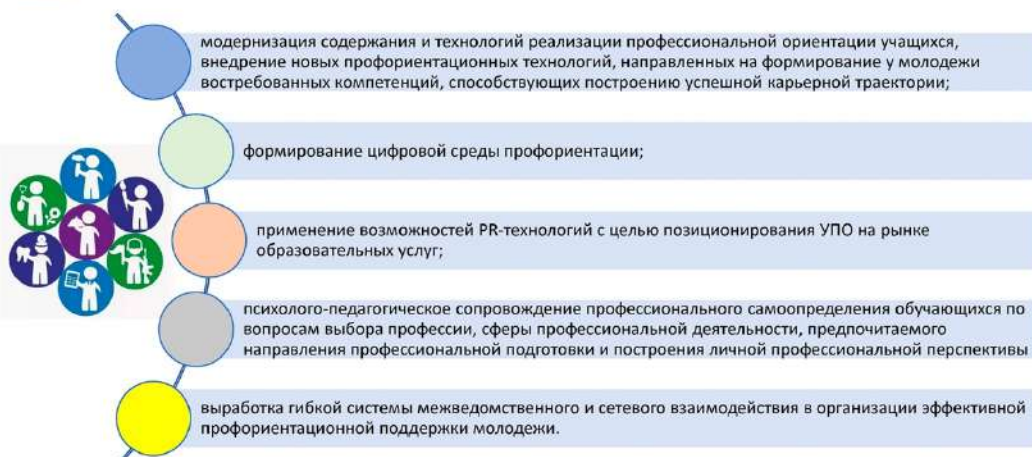 модернизация содержания и технологий реализации профессиональной ориентации учащихся,
внедрение новых профориентационных технологий, направленных на формирование у молодежи
востребованных компетенций, способствующих построению успешной карьерной траектории;
формирование цифровой среды профориентации;
применение возможностей PR-технологий с целью позиционирования УПО на рынке
образовательных услуг;
психолого-педагогическое сопровождение профессионального самоопределения обучающихся по
вопросам выбора профессии, сферы профессиональной деятельности, предпочитаемого
направления профессиональной подготовки и построения личной профессиональной перспективы
выработка гибкой системы межведомственного и сетевого взаимодействия в организации эффективной
профориентационной поддержки молодежи.